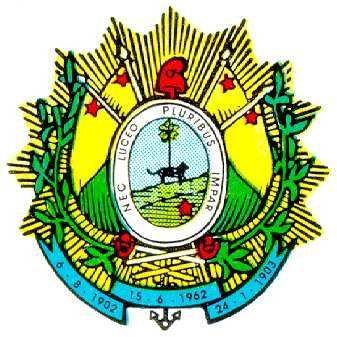 NEC LUCEO PLURIBUS IMPAR
6 - 8 - 1902
15 - 6 - 1962
24 - 1 - 1903